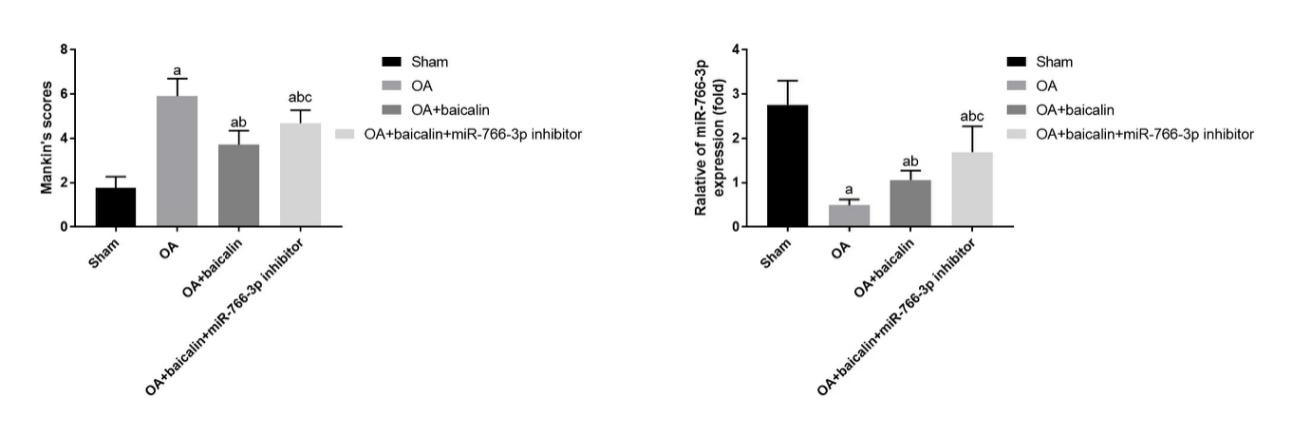 8
6
4
2
0
Mankin's scores
a
ab
abc
Sham
OA
OA+baicalin
OA+baicalin+miR-766-3p inhibitor
Sham
OA
OA+baicalin
OA+baicalin+miR-766-3p inhibitor
4
3
2
1
0
Ralative of miR-766-3p
expression (fold)
a
ab
abc
Sham
OA
OA+baicalin
OA+baicalin+miR-766-3p inhibitor
Sham
OA
OA+baicalin
OA+baicalin+miR-766-3p inhibitor